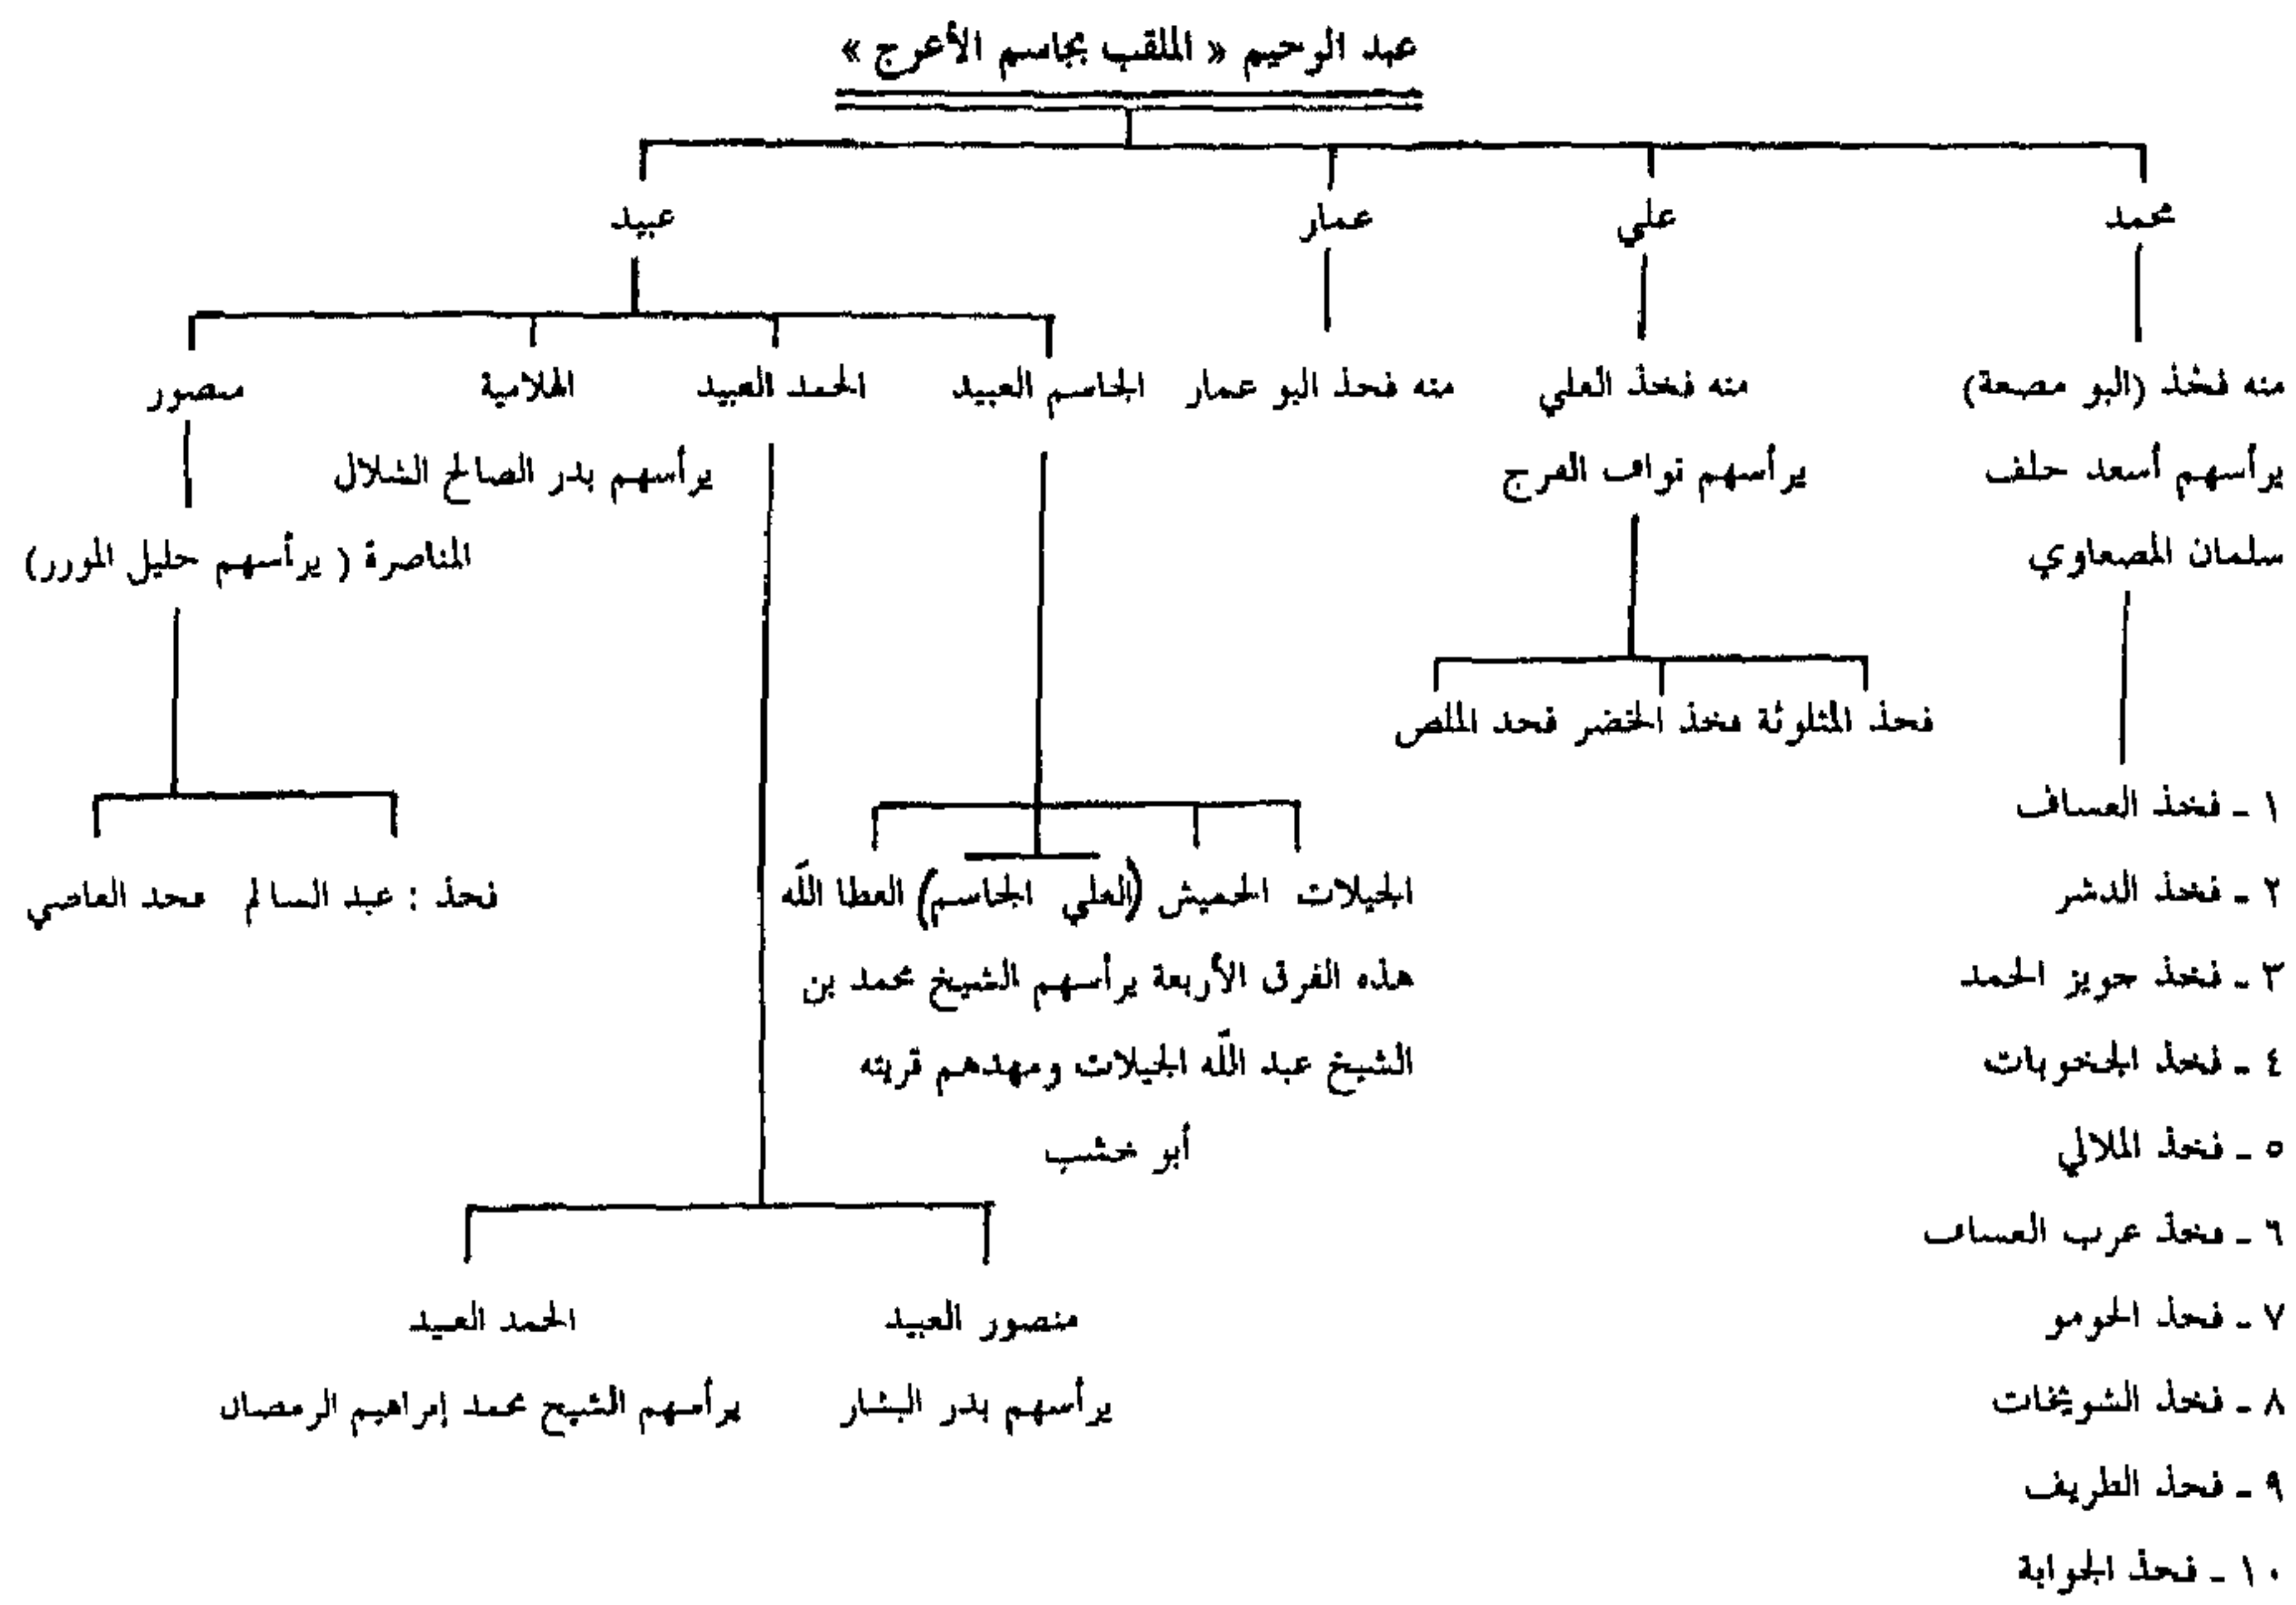 عبد الرحيم « الملقب بجاسم الأعرج »
محمد علي عمار عبيد
منه فخذ (البو مصعة) منه فخذ العلي منه فخذ البو عمار الجاسم العبيد الحمد العبيد الهلامية منصور
يرأسهم أسعد خلف يرأسهم نواف الفرج يرأسهم بدر الصالح الشلال
سلمان المصعاوي المناصرة ( يرأسهم خليل المورر)
فخذ المثلوثة فخذ الخضر فخذ الملص
١ ـ فخذ العساف
٢ ـ فخذ الدشر الجيلات الحميش (العلي الجاسم) العطا الله فخذ : عبد السالم فخذ العاصي
٣ ـ فخذ حويز الحمد هذه الفرق الأربعة يرأسهم الشيخ محمد بن
٤ ـ فخذ الشيخ عبد الله الجيلات ومهدهم قريته
٥ ـ فخذ الملالي أبو خشب
٦ ـ فخذ عرب العساف
٧ ـ فخذ الحومو منصور العبيد الحمد العبيد
٨ ـ فخذ الشويخات يرأسهم بدر البشار يرأسهم الشيخ محمد إبراهيم الرمضان
٩ ـ فخذ الطريف
١٠ ـ فخذ الجوابة